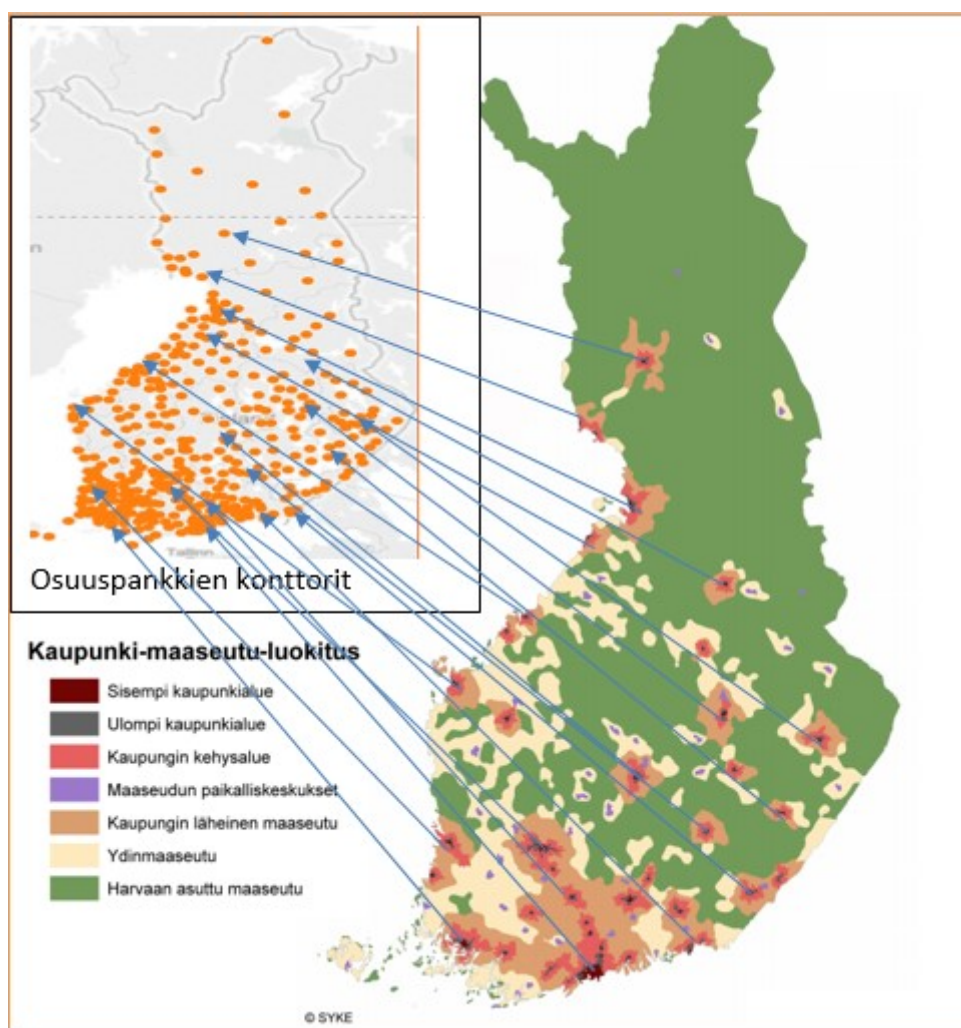 Tallinn
Osuuspankkien konttorit
Kaupunki-maaseutu-luokitus
Sisempi kaupunkialue
Ulompi kaupunkialue
Kaupungin kehysalue
Maaseudun paikalliskeskukset
Kaupungin läheinen maaseutu
Ydinmaaseutu
Harvaan asuttu maaseutu
© SYKE